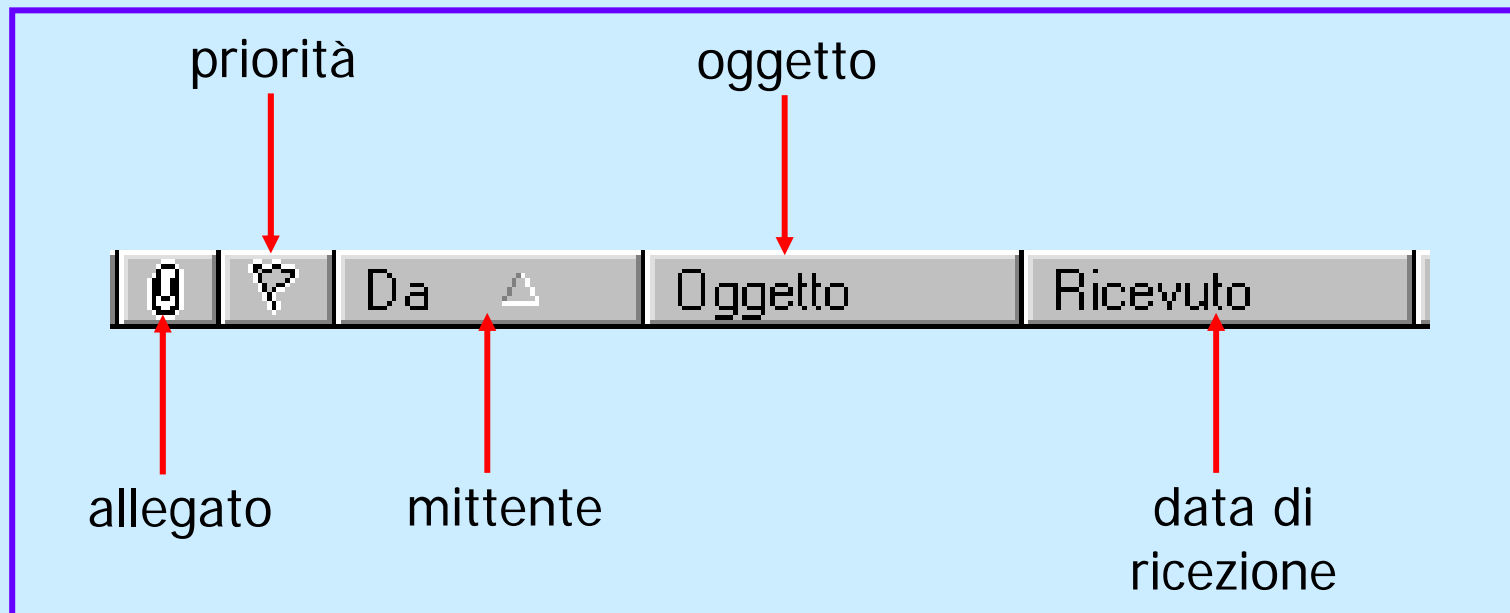 priorità oggetto
Da Oggetto Ricevuto
allegato mittente data di
ricezione